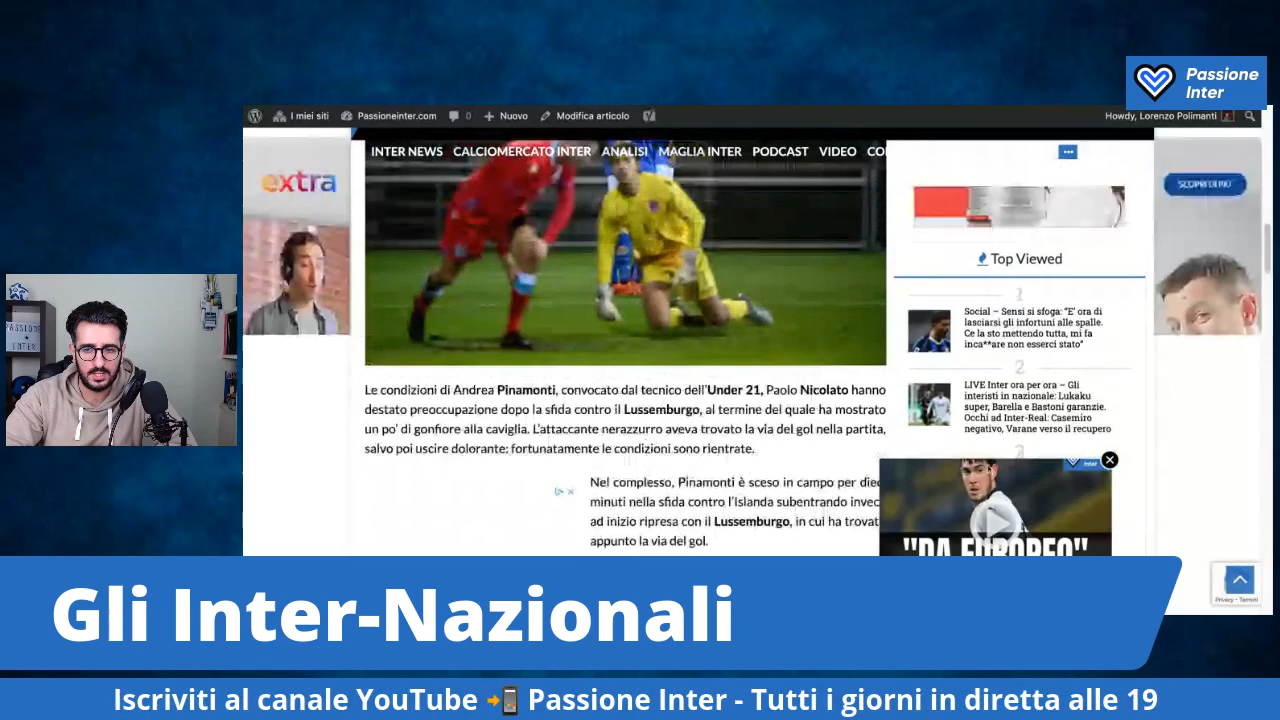 Passione
Inter
I miei siti Passioneinter.com 0 Nuovo Modifica articolo
Howdy, Lorenzo Polimanti
INTER NEWS CALCIOMERCATO INTER ANALISI MAGLIA INTER PODCAST VIDEO CO
extra
SCOPRI DI PIÙ
Top Viewed
1
Social – Sensi si sfoga: “E’ ora di
lasciarsi gli infortuni alle spalle.
Ce la sto mettendo tutta, mi fa
inca**are non esserci stato”
2
LIVE Inter ora per ora – Gli
interisti in nazionale: Lukaku
super, Barella e Bastoni garanzie.
Occhi ad Inter-Real: Casemiro
negativo, Varane verso il recupero
PASSIONE
INTER
Le condizioni di Andrea Pinamonti, convocato dal tecnico dell’Under 21, Paolo Nicolato hanno
destato preoccupazione dopo la sfida contro il Lussemburgo, al termine del quale ha mostrato
un po’ di gonfiore alla caviglia. L’attaccante nerazzurro aveva trovato la via del gol nella partita,
salvo poi uscire dolorante: fortunatamente le condizioni sono rientrate.
Nel complesso, Pinamonti è sceso in campo per diec
minuti nella sfida contro l’Islanda subentrando invec
ad inizio ripresa con il Lussemburgo, in cui ha trovat
appunto la via del gol.
Inter
"DA EUROPEO"
Privacy - Termini
Gli Inter-Nazionali
Iscriviti al canale YouTube 📲 Passione Inter - Tutti i giorni in diretta alle 19